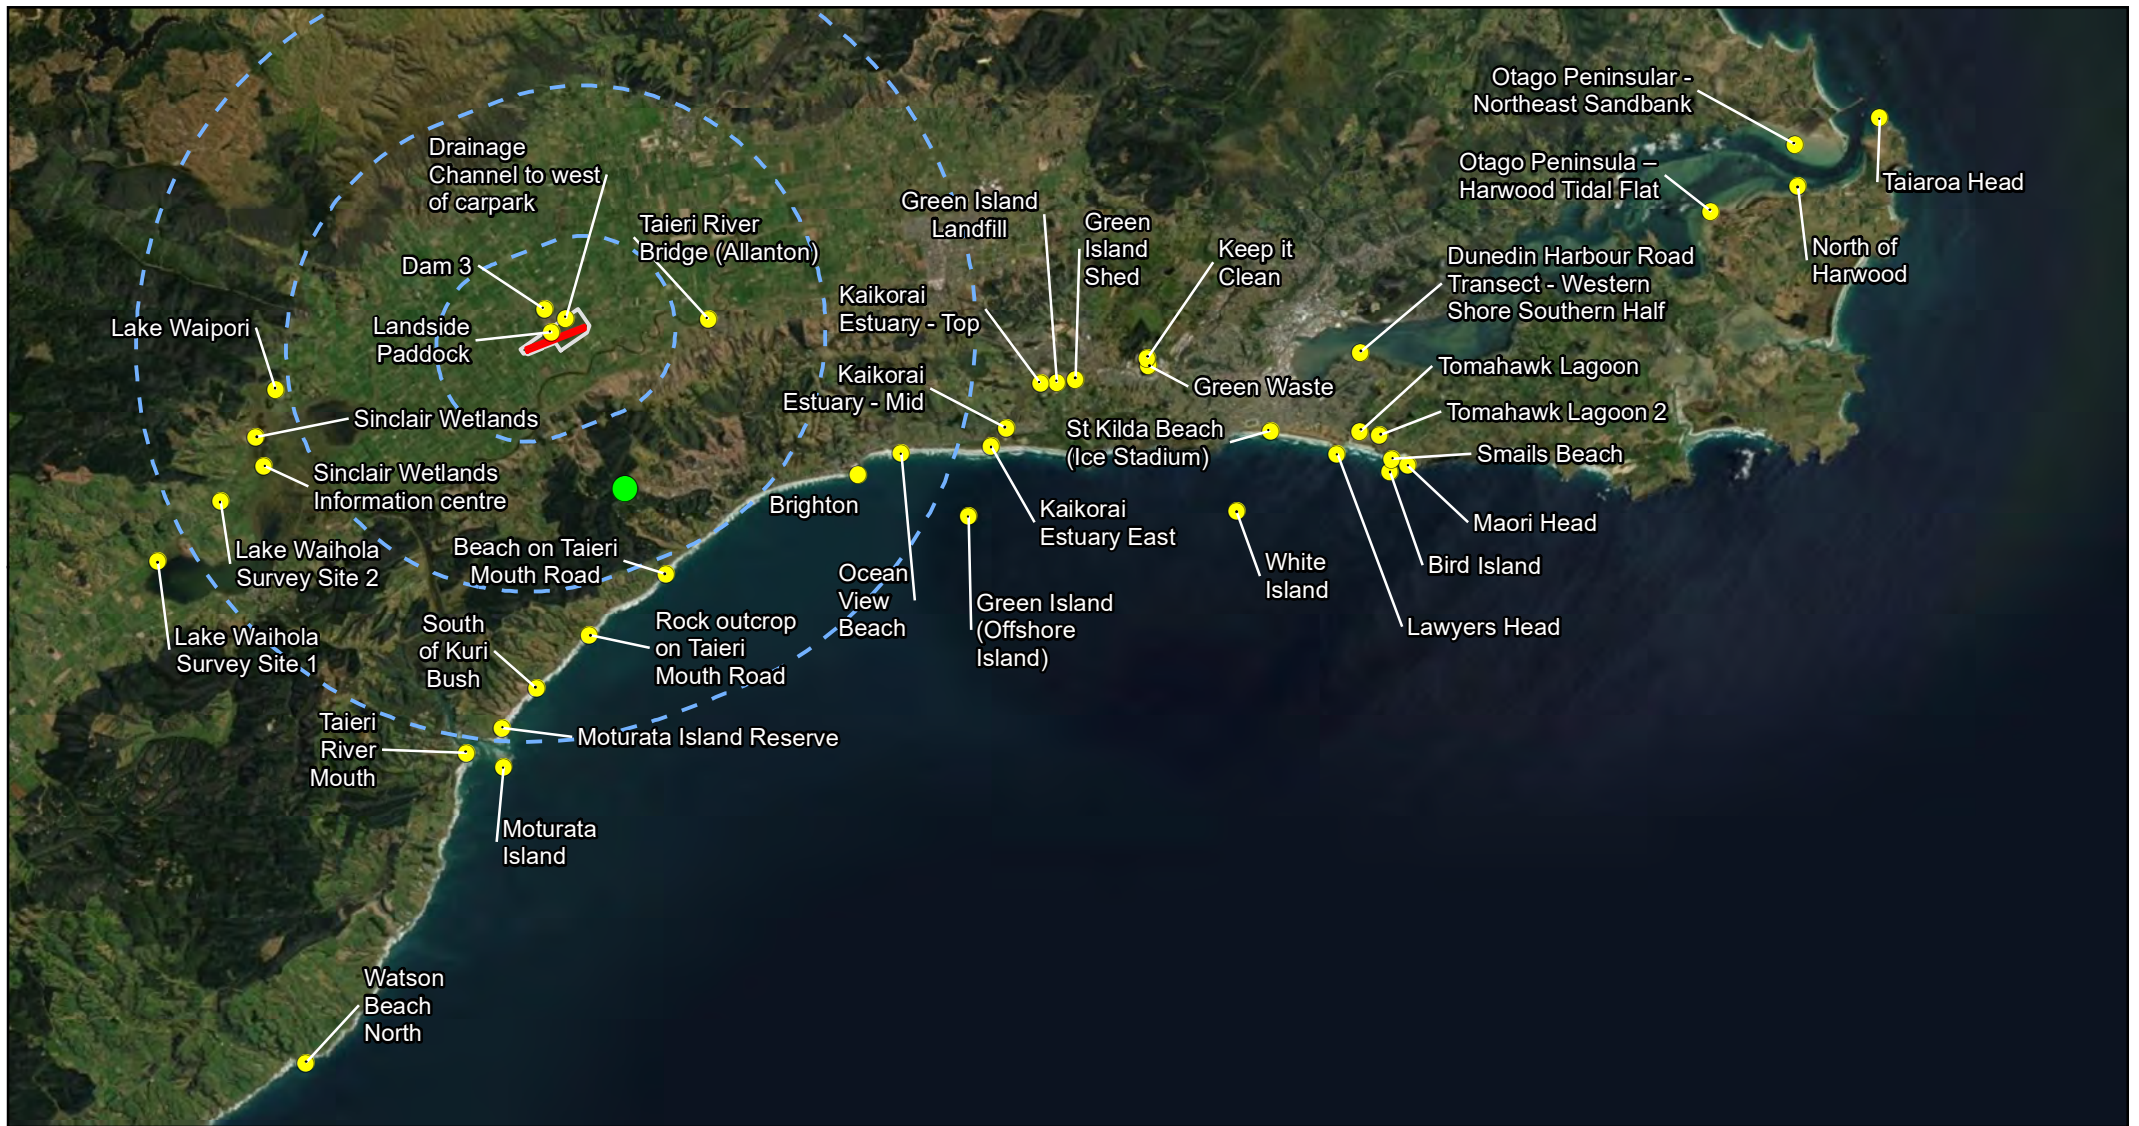 Otago Peninsular -
Northeast Sandbank
Otago Peninsula –
Harwood Tidal Flat
Taiaroa Head
North of
Harwood
Drainage
Channel to west
of carpark
Taieri River
Bridge (Allanton)
Dam 3
Landside
Paddock
Lake Waipori
Sinclair Wetlands
Sinclair Wetlands
Information centre
Lake Waihola
Survey Site 2
Lake Waihola
Survey Site 1
Green Island
Landfill
Green
Island
Shed
Keep it
Clean
Kaikorai
Estuary - Top
Kaikorai
Estuary - Mid
Green Waste
Dunedin Harbour Road
Transect - Western
Shore Southern Half
Tomahawk Lagoon
Tomahawk Lagoon 2
St Kilda Beach
(Ice Stadium)
Smails Beach
Maori Head
Bird Island
Lawyers Head
White
Island
Kaikorai
Estuary East
Green Island
(Offshore
Island)
Ocean
View
Beach
Brighton
Beach on Taieri
Mouth Road
Rock outcrop
on Taieri
Mouth Road
South
of Kuri
Bush
Taieri
River
Mouth
Moturata Island Reserve
Moturata
Island
Watson
Beach
North